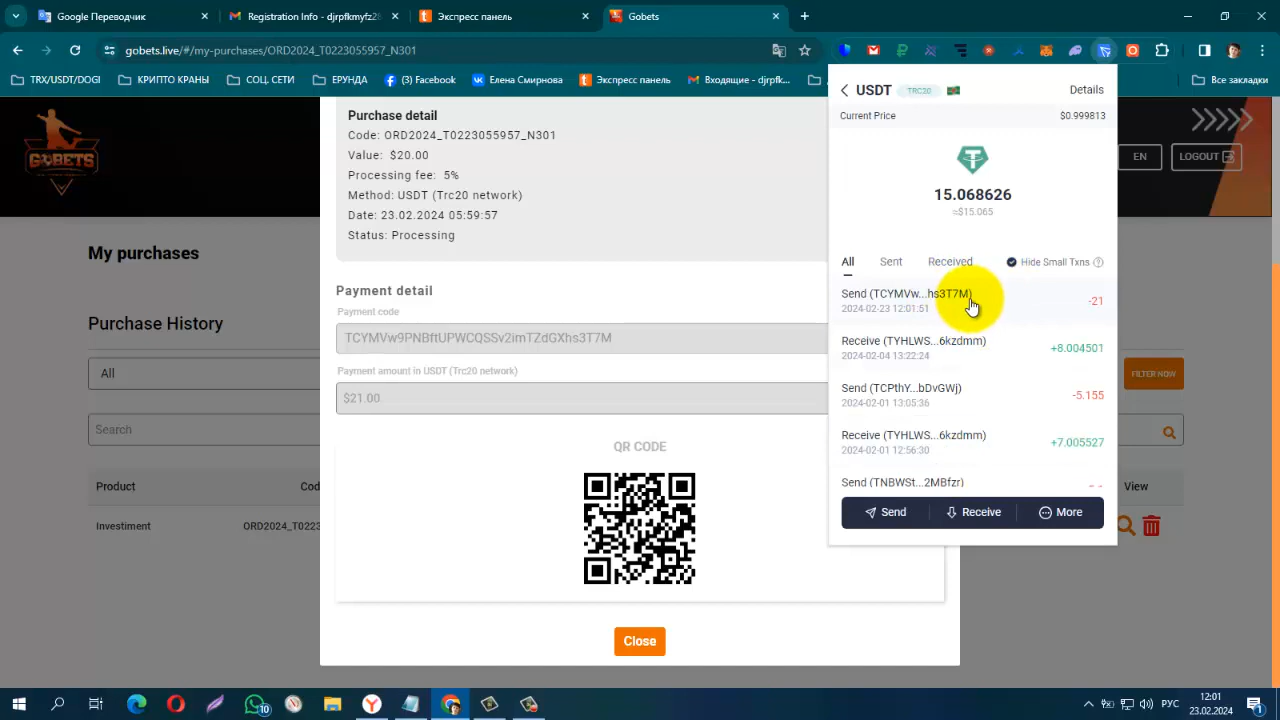 Google Переводчик
Registration Info - djrpfkmyfz28
Экспресс панель
Gobets
gobets.live/#/my-purchases/ORD2024_T0223055957_N301
TRX/USDT/DOGI
КРИПТО КРАНЫ
СОЦ. СЕТИ
ЕРУНДА
(3) Facebook
Елена Смирнова
Экспресс панель
Входящие - djrpfk...
Все закладки
GOBETS
EN
LOGOUT
My purchases
Purchase History
All
FILTER NOW
Search
Product
Cod
View
Investment
ORD2024_T0223
Purchase detail
Code: ORD2024_T0223055957_N301
Value: $20.00
Processing fee: 5%
Method: USDT (Trc20 network)
Date: 23.02.2024 05:59:57
Status: Processing
Payment detail
Payment code
TCYMVw9PNBftUPWCQSSv2imTZdGXhs3T7M
Payment amount in USDT (Trc20 network)
$21.00
QR CODE
Close
USDT TRC20
Details
Current Price
$0.999813
15.068626
≈$15.065
All
Sent
Received
Hide Small Txns
Send (TCYMVw...hs3T7M)
2024-02-23 12:01:51
-21
Receive (TYHLWS...6kzdmm)
2024-02-04 13:22:24
+8.004501
Send (TCPthY...bDvGWj)
2024-02-01 13:05:36
-5.155
Receive (TYHLWS...6kzdmm)
2024-02-01 12:56:30
+7.005527
Send (TNBWSt...2MBfzr)
Send
Receive
More
10
РУС
12:01
23.02.2024